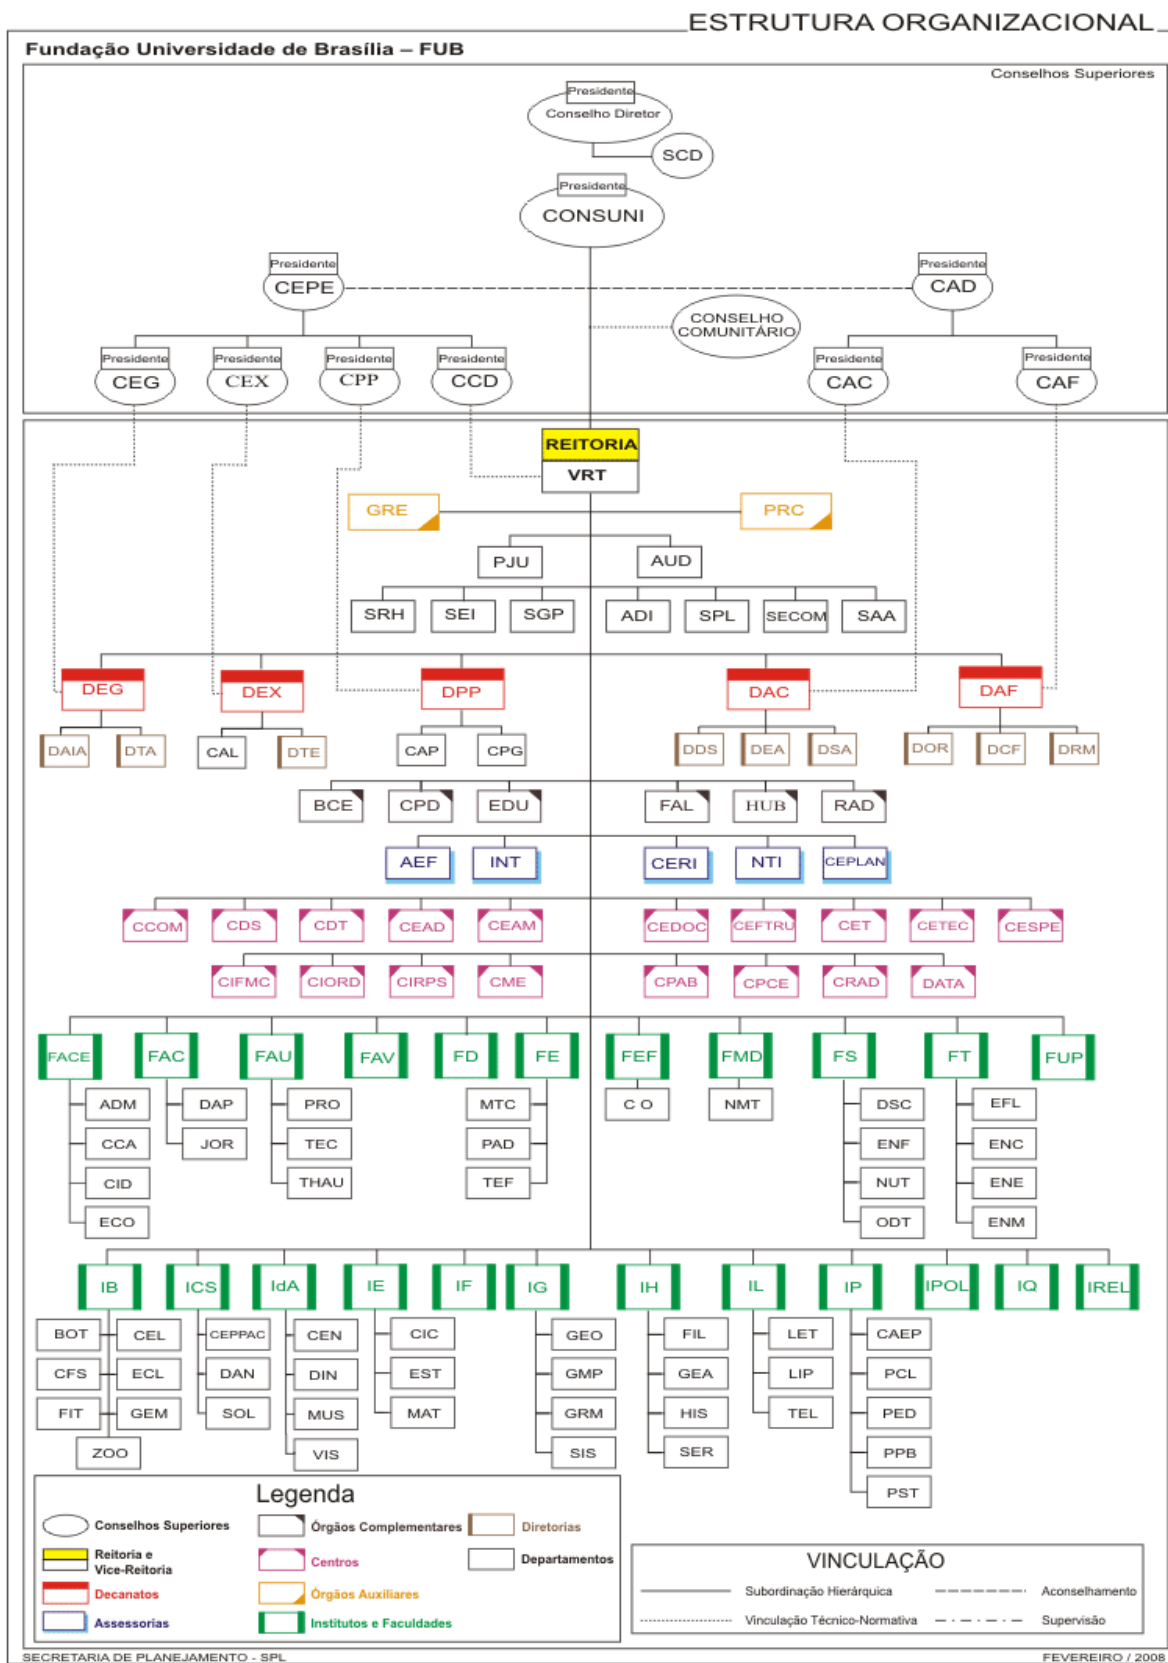 ESTRUTURA ORGANIZACIONAL
Fundação Universidade de Brasília – FUB
Conselhos Superiores
Presidente
Conselho Diretor
SCD
Presidente
CONSUNI
Presidente
CEPE
Presidente
CAD
CONSELHO
COMUNITÁRIO
Presidente Presidente Presidente Presidente Presidente Presidente
CEG CEX CPP CCD CAC CAF
REITORIA
VRT
GRE PRC
PJU AUD
SRH SEI SGP ADI SPL SECOM SAA
DEG DEX DPP DAC DAF
DAIA DTA CAL DTE CAP CPG DDS DEA DSA DOR DCF DRM
BCE CPD EDU FAL HUB RAD
AEF INT CERI NTI CEPLAN
CCOM CDS CDT CEAD CEAM CEDOC CEFTRU CET CETEC CESPE
CIFMC CIORD CIRPS CME CPAB CPCE CRAD DATA
FACE FAC FAU FAV FD FE FEF FMD FS FT FUP
ADM DAP PRO MTC C O NMT DSC EFL
CCA JOR TEC PAD ENF ENC
CID THAU TEF NUT ENE
ECO ODT ENM
IB ICS IdA IE IF IG IH IL IP IPOL IQ IREL
BOT CEL CEPPAC CEN CIC GEO FIL LET CAEP
CFS ECL DAN DIN EST GMP GEA LIP PCL
FIT GEM SOL MUS MAT GRM HIS TEL PED
ZOO VIS SIS SER PPB
PST
Legenda
Conselhos Superiores Órgãos Complementares Diretorias
Reitoria e
Vice-Reitoria
Centros Departamentos
Decanatos Órgãos Auxiliares
Assessorias Institutos e Faculdades
VINCULAÇÃO
Subordinação Hierárquica Aconselhamento
Vinculação Técnico-Normativa Supervisão
SECRETARIA DE PLANEJAMENTO - SPL FEVEREIRO / 2008